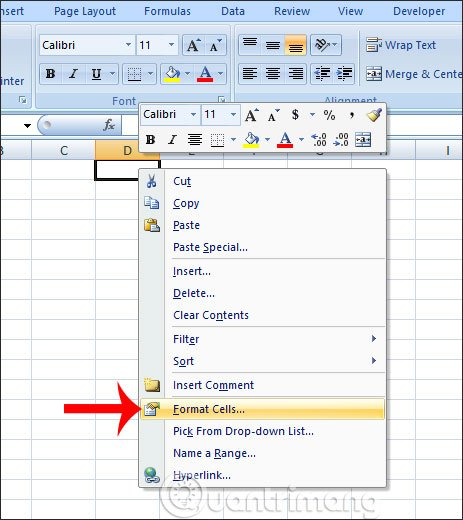 nsert Page Layout Formulas Data Review View Developer
Calibri 11 Wrap Text
B I U A Merge & Cente
inter Font Alignment
fx
Calibri 11 A A $ % ,
B I A .00 .0
C D E H I
Cut
Copy
Paste
Paste Special...
Insert...
Delete...
Clear Contents
Filter
Sort
Insert Comment
Format Cells...
Pick From Drop-down List...
Name a Range...
Hyperlink...
Quantrimang